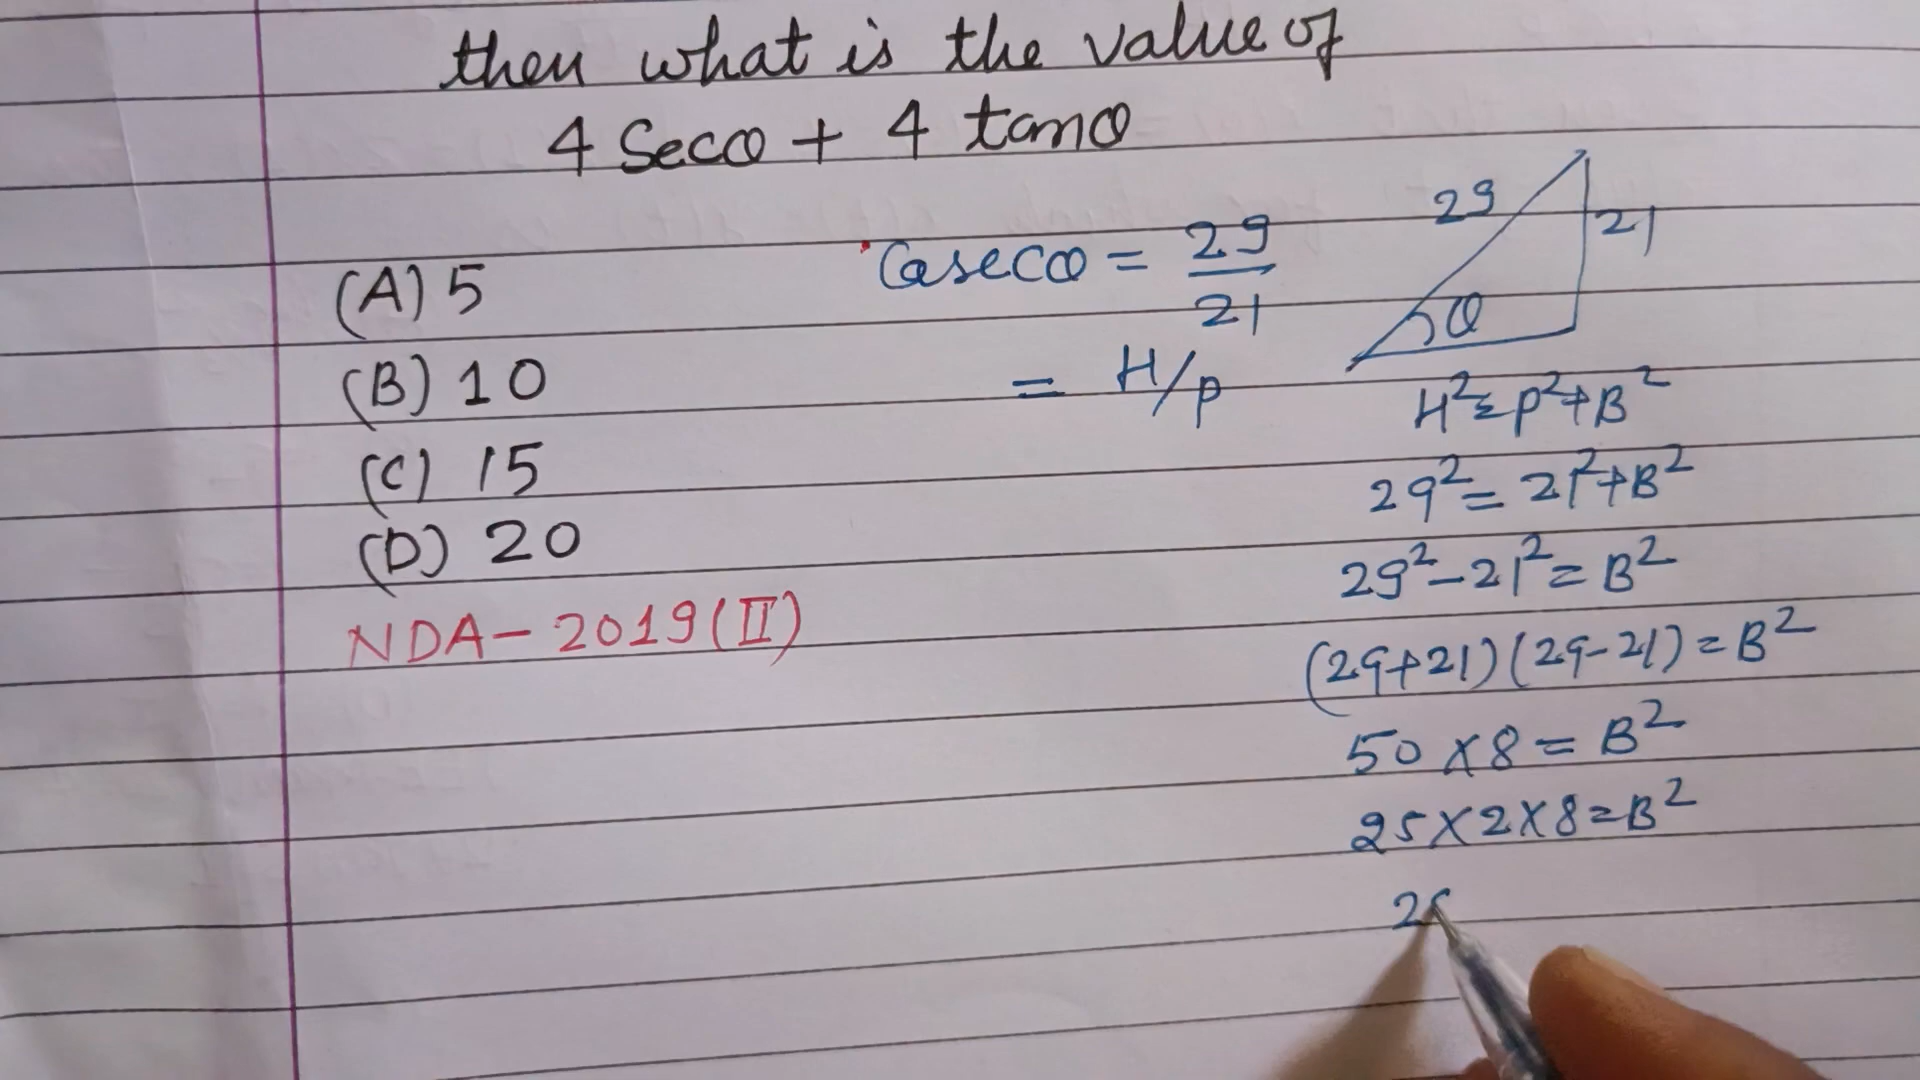 then what is the value of
4 Secθ + 4 tanθ
(A) 5
(B) 10
(C) 15
(D) 20
NDA - 2019 (II)
Cosecθ = 29/21
= H/P
29
21
θ
H² = P² + B²
29² = 21² + B²
29² - 21² = B²
(29+21)(29-21) = B²
50 × 8 = B²
25 × 2 × 8 = B²
25